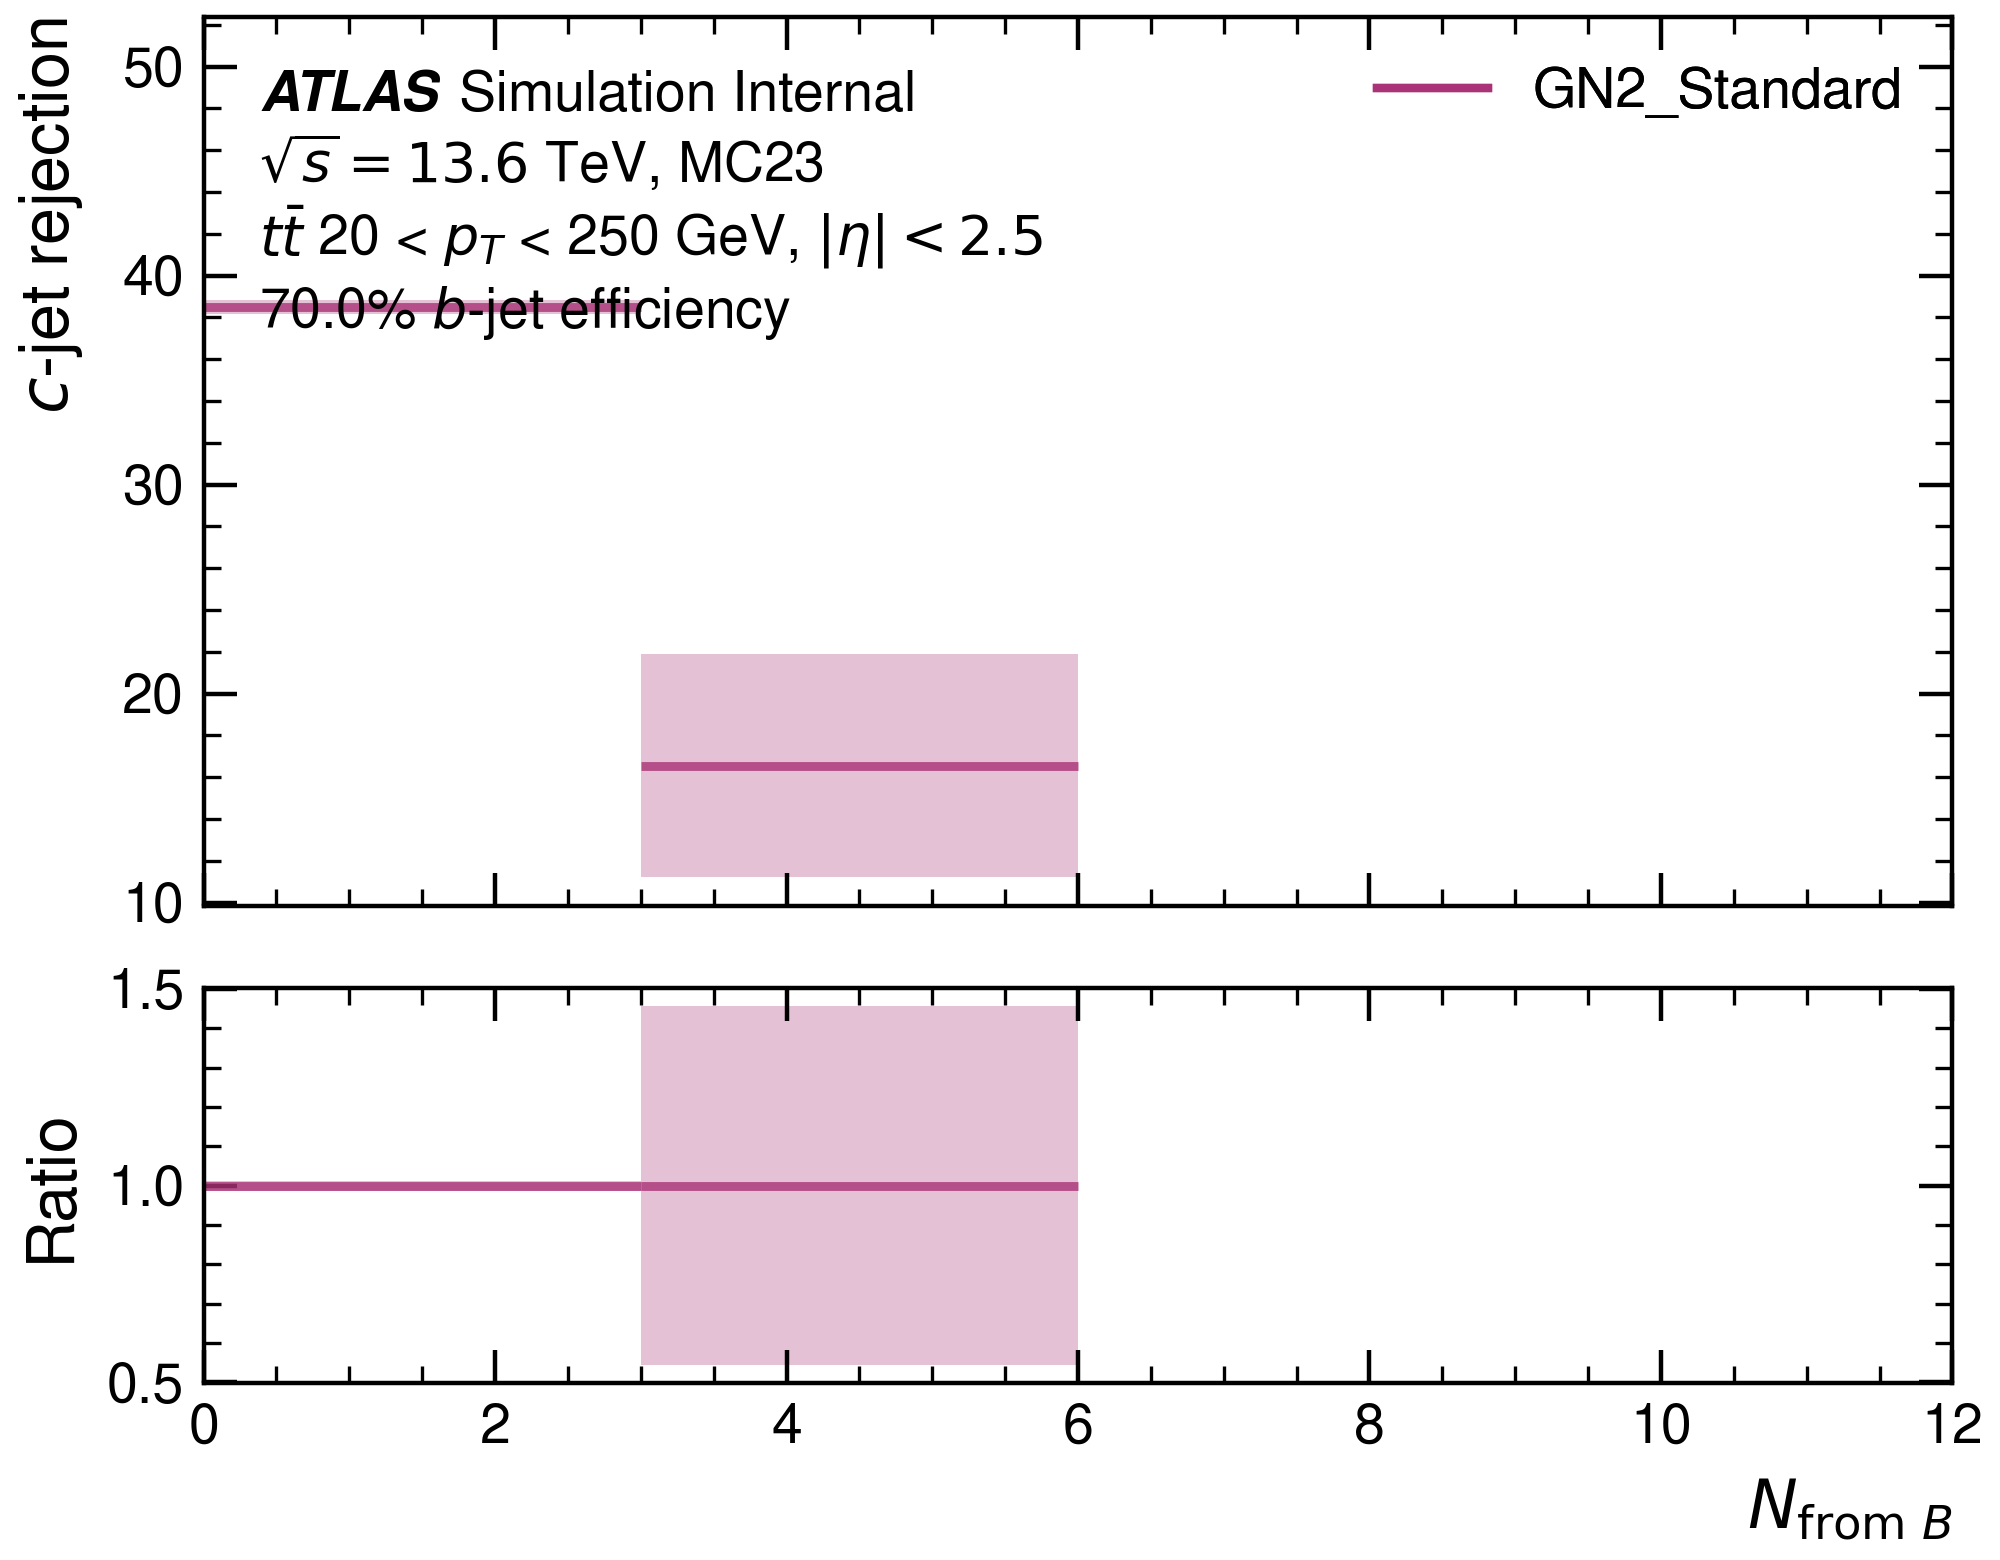 c-jet rejection
50
40
30
20
10
ATLAS Simulation Internal
√s = 13.6 TeV, MC23
tt̄ 20 < p_T < 250 GeV, |η| < 2.5
70.0% b-jet efficiency
GN2_Standard
Ratio
1.5
1.0
0.5
0 2 4 6 8 10 12
N_from B